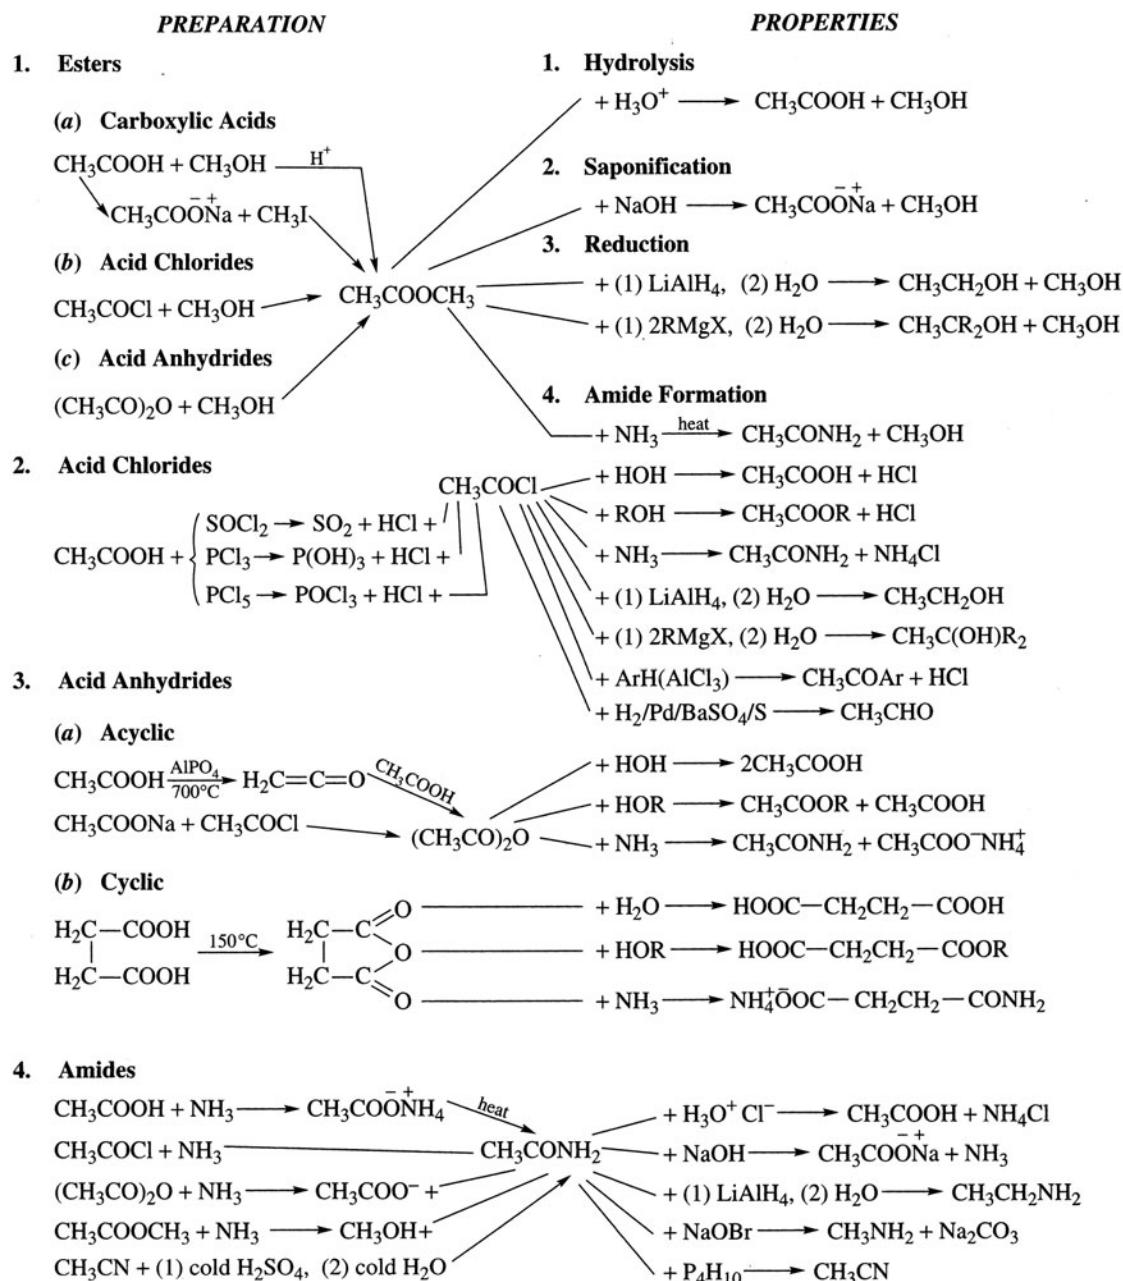 PREPARATION
PROPERTIES
1. Esters
(a) Carboxylic Acids
CH₃COOH + CH₃OH —H⁺→
CH₃COO⁻Na⁺ + CH₃I
(b) Acid Chlorides
CH₃COCl + CH₃OH → CH₃COOCH₃
(c) Acid Anhydrides
(CH₃CO)₂O + CH₃OH
1. Hydrolysis
+ H₃O⁺ → CH₃COOH + CH₃OH
2. Saponification
+ NaOH → CH₃COO⁻Na⁺ + CH₃OH
3. Reduction
+ (1) LiAlH₄, (2) H₂O → CH₃CH₂OH + CH₃OH
+ (1) 2RMgX, (2) H₂O → CH₃CR₂OH + CH₃OH
4. Amide Formation
+ NH₃ —heat→ CH₃CONH₂ + CH₃OH
2. Acid Chlorides
CH₃COCl
CH₃COOH + {
SOCl₂ → SO₂ + HCl +
PCl₃ → P(OH)₃ + HCl +
PCl₅ → POCl₃ + HCl +
+ HOH → CH₃COOH + HCl
+ ROH → CH₃COOR + HCl
+ NH₃ → CH₃CONH₂ + NH₄Cl
+ (1) LiAlH₄, (2) H₂O → CH₃CH₂OH
+ (1) 2RMgX, (2) H₂O → CH₃C(OH)R₂
+ ArH(AlCl₃) → CH₃COAr + HCl
+ H₂/Pd/BaSO₄/S → CH₃CHO
3. Acid Anhydrides
(a) Acyclic
CH₃COOH —AlPO₄ 700°C→ H₂C=C=O —CH₃COOH→
CH₃COONa + CH₃COCl → (CH₃CO)₂O
+ HOH → 2CH₃COOH
+ HOR → CH₃COOR + CH₃COOH
+ NH₃ → CH₃CONH₂ + CH₃COO⁻NH₄⁺
(b) Cyclic
H₂C—COOH
H₂C—COOH
150°C
O
H₂C—C
O
H₂C—C
O
+ H₂O → HOOC—CH₂CH₂—COOH
+ HOR → HOOC—CH₂CH₂—COOR
+ NH₃ → NH₄⁺⁻OOC—CH₂CH₂—CONH₂
4. Amides
CH₃COOH + NH₃ → CH₃COO⁻NH₄⁺ heat
CH₃COCl + NH₃ — CH₃CONH₂
(CH₃CO)₂O + NH₃ → CH₃COO⁻ +
CH₃COOCH₃ + NH₃ → CH₃OH+
CH₃CN + (1) cold H₂SO₄, (2) cold H₂O
+ H₃O⁺ Cl⁻ → CH₃COOH + NH₄Cl
+ NaOH → CH₃COO⁻Na⁺ + NH₃
+ (1) LiAlH₄, (2) H₂O → CH₃CH₂NH₂
+ NaOBr → CH₃NH₂ + Na₂CO₃
+ P₄H₁₀ → CH₃CN